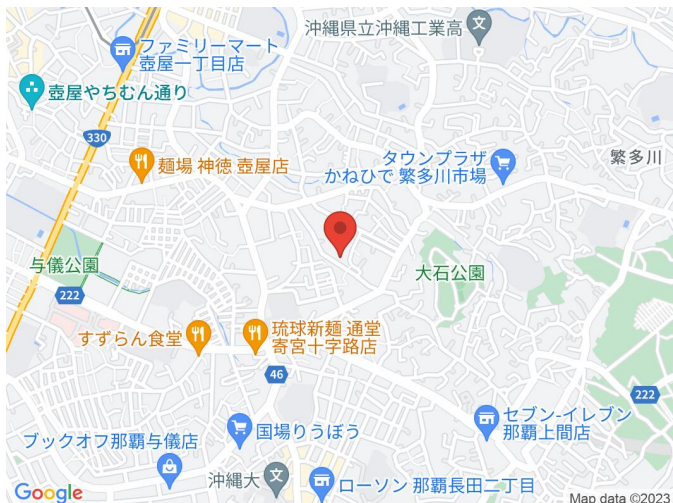 沖縄県立沖縄工業高
ファミリーマート
壺屋一丁目店
壺屋やちむん通り
330
麺場 神徳 壺屋店
タウンプラザ
かねひで 繁多川市場
繁多川
与儀公園
大石公園
222
すずらん食堂
琉球新麺 通堂
寄宮十字路店
46
222
セブン-イレブン
那覇上間店
国場りうぼう
ブックオフ那覇与儀店
沖縄大
ローソン 那覇長田二丁目
Google
Map data ©2023